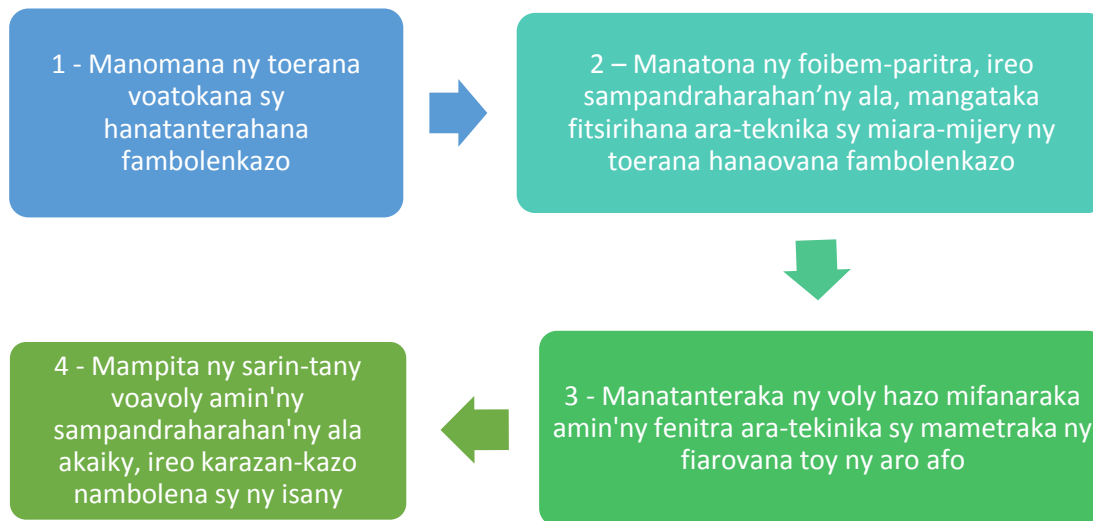 1 - Manomana ny toerana
voatokana sy
hanatanterahana
fambolenkazo
2 – Manatona ny foibem-paritra, ireo
sampandraharahan’ny ala, mangataka
fitsirihana ara-teknika sy miara-mijery ny
toerana hanaovana fambolenkazo
3 - Manatanteraka ny voly hazo mifanaraka
amin'ny fenitra ara-tekinika sy mametraka ny
fiarovana toy ny aro afo
4 - Mampita ny sarin-tany
voavoly amin'ny
sampandraharahan'ny ala
akaiky, ireo karazan-kazo
nambolena sy ny isany